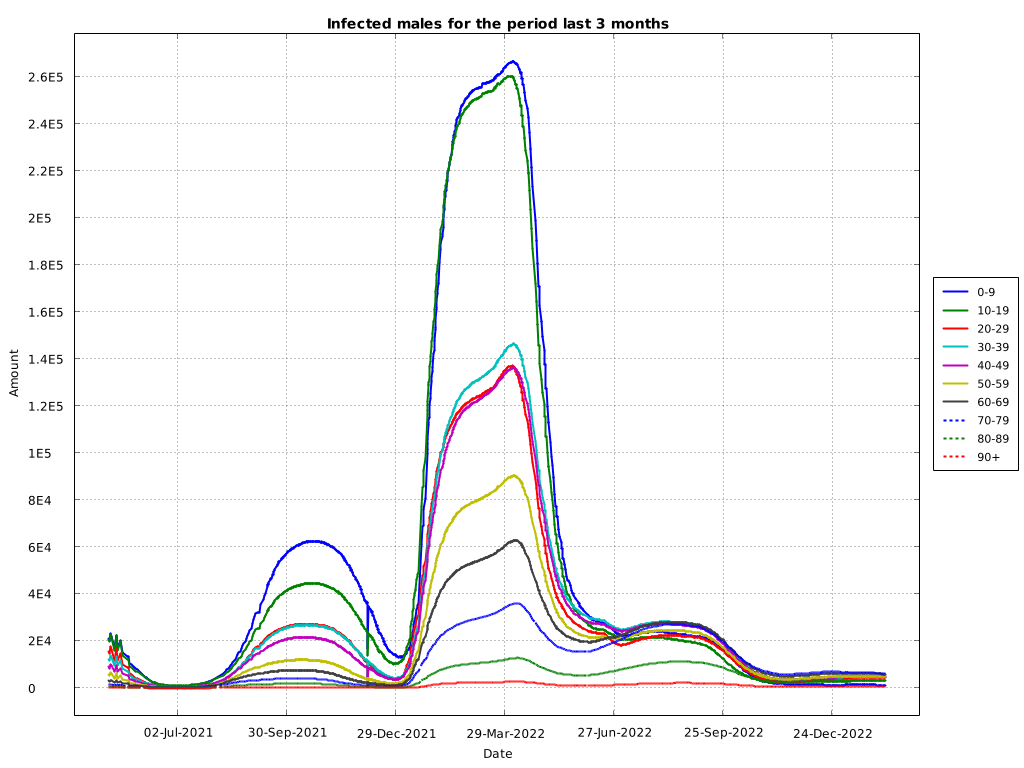 Infected males for the period last 3 months
2.6E5
2.4E5
2.2E5
2E5
1.8E5
1.6E5
1.4E5
1.2E5
1E5
8E4
6E4
4E4
2E4
0
Amount
02-Jul-2021 30-Sep-2021 29-Dec-2021 29-Mar-2022 27-Jun-2022 25-Sep-2022 24-Dec-2022
Date
0-9
10-19
20-29
30-39
40-49
50-59
60-69
70-79
80-89
90+